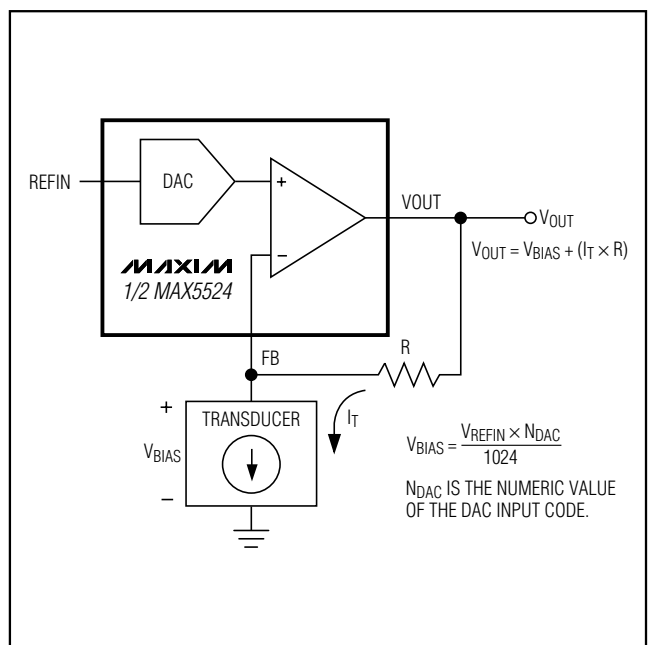 REFIN
DAC
+
−
MAXIM
1/2 MAX5524
VOUT
VOUT
VOUT = VBIAS + (IT × R)
FB
R
+
TRANSDUCER
VBIAS
−
IT
VBIAS = VREFIN × NDAC
1024
NDAC IS THE NUMERIC VALUE
OF THE DAC INPUT CODE.